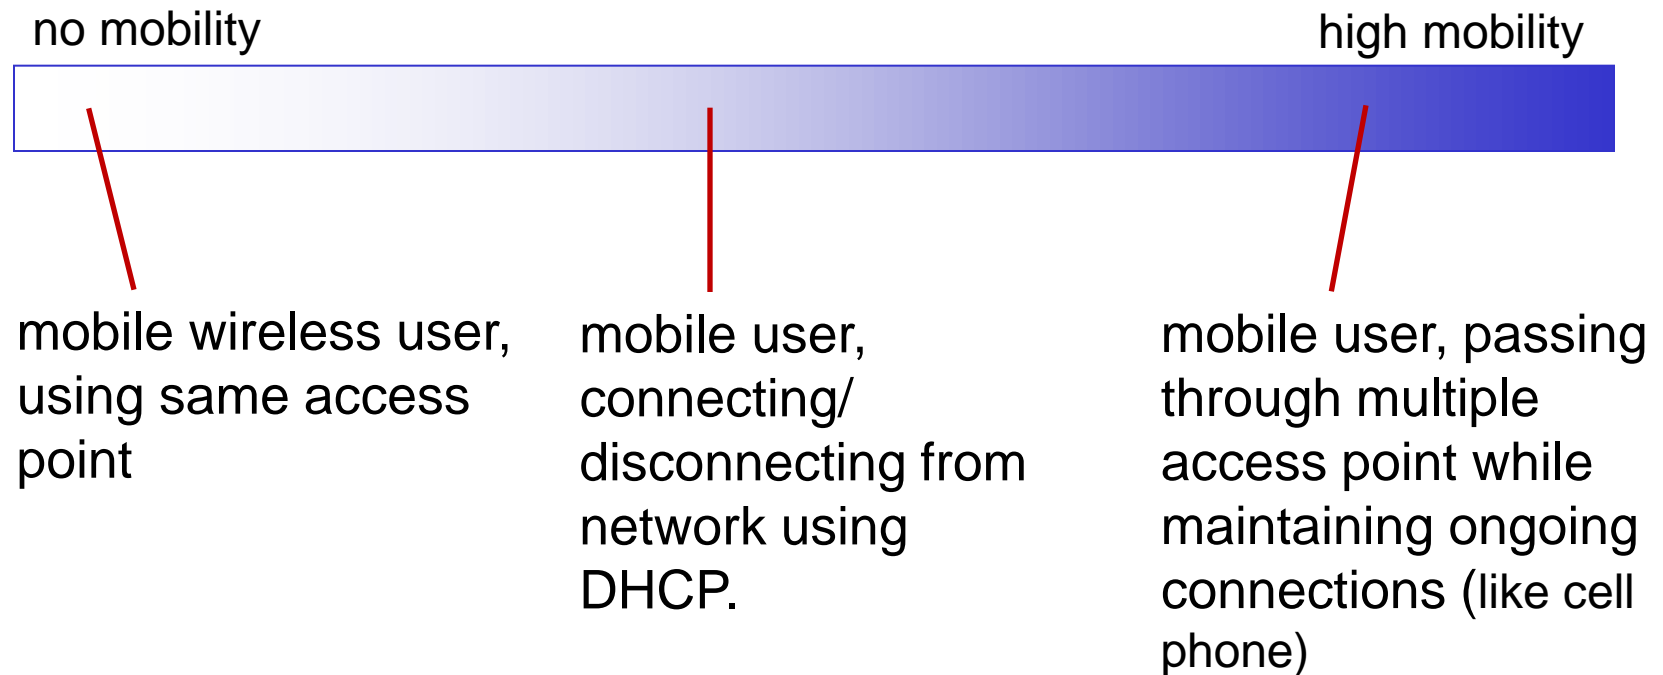 no mobility
high mobility
mobile wireless user,
using same access
point
mobile user,
connecting/
disconnecting from
network using
DHCP.
mobile user, passing
through multiple
access point while
maintaining ongoing
connections (like cell
phone)